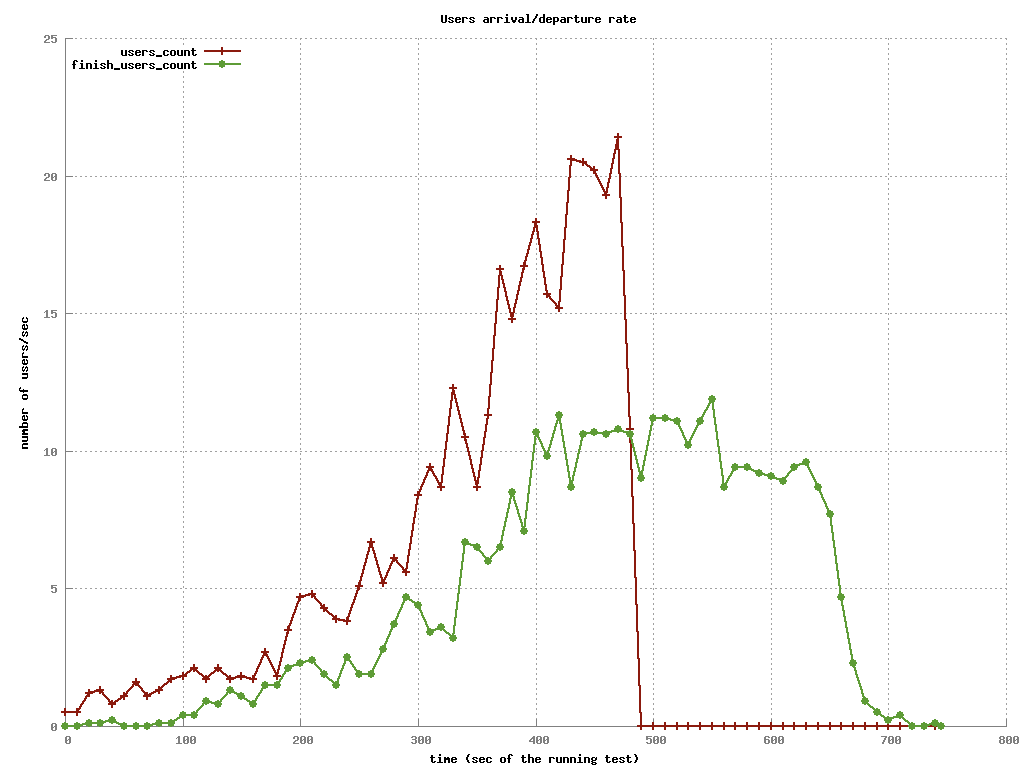 Users arrival/departure rate
25
users_count
finish_users_count
20
15
number of users/sec
10
5
0
0 100 200 300 400 500 600 700 800
time (sec of the running test)